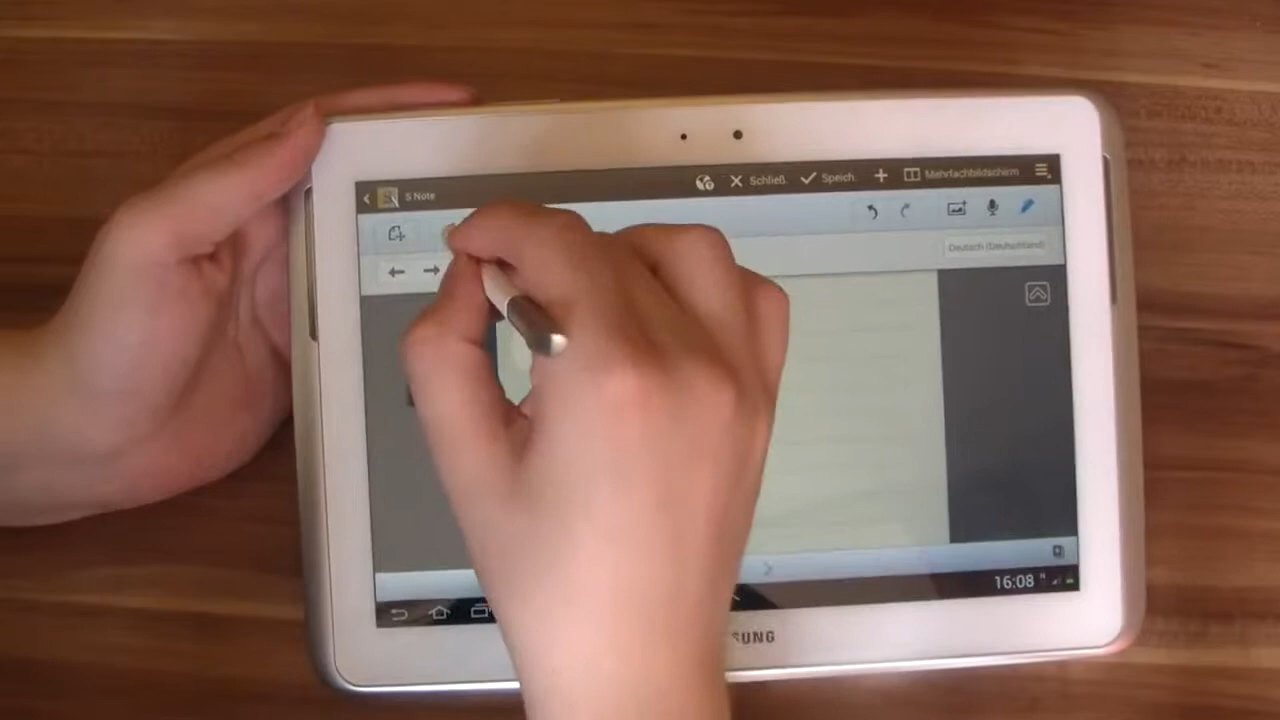 S Note Schließ. Speich. Mehrfachbildschirm
Deutsch (Deutschland)
16:08
SUNG